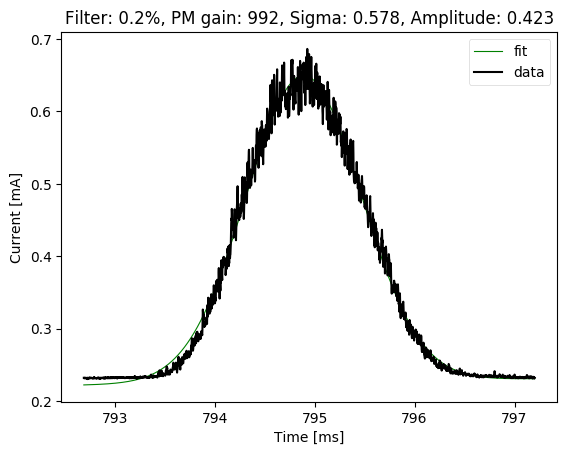 Filter: 0.2%, PM gain: 992, Sigma: 0.578, Amplitude: 0.423
fit
data
0.7
0.6
0.5
0.4
0.3
0.2
Current [mA]
793 794 795 796 797
Time [ms]